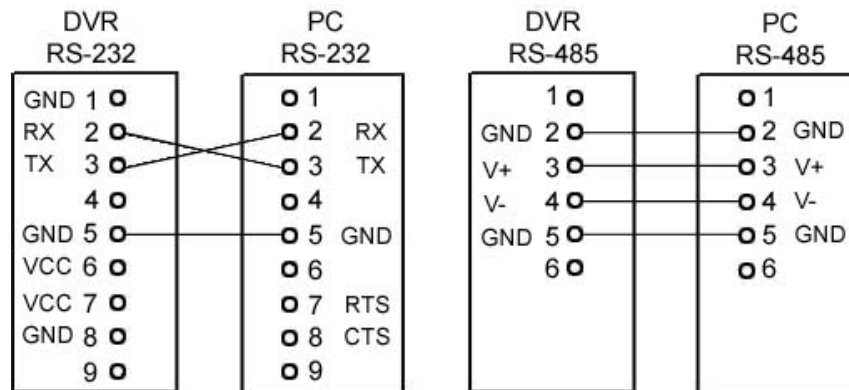 DVR PC DVR PC
RS-232 RS-232 RS-485 RS-485
GND 1 1 1 1
RX 2 2 RX GND 2 2 GND
TX 3 3 TX V+ 3 3 V+
4 4 V- 4 4 V-
GND 5 5 GND GND 5 5 GND
VCC 6 6 6 6
VCC 7 7 RTS
GND 8 8 CTS
9 9